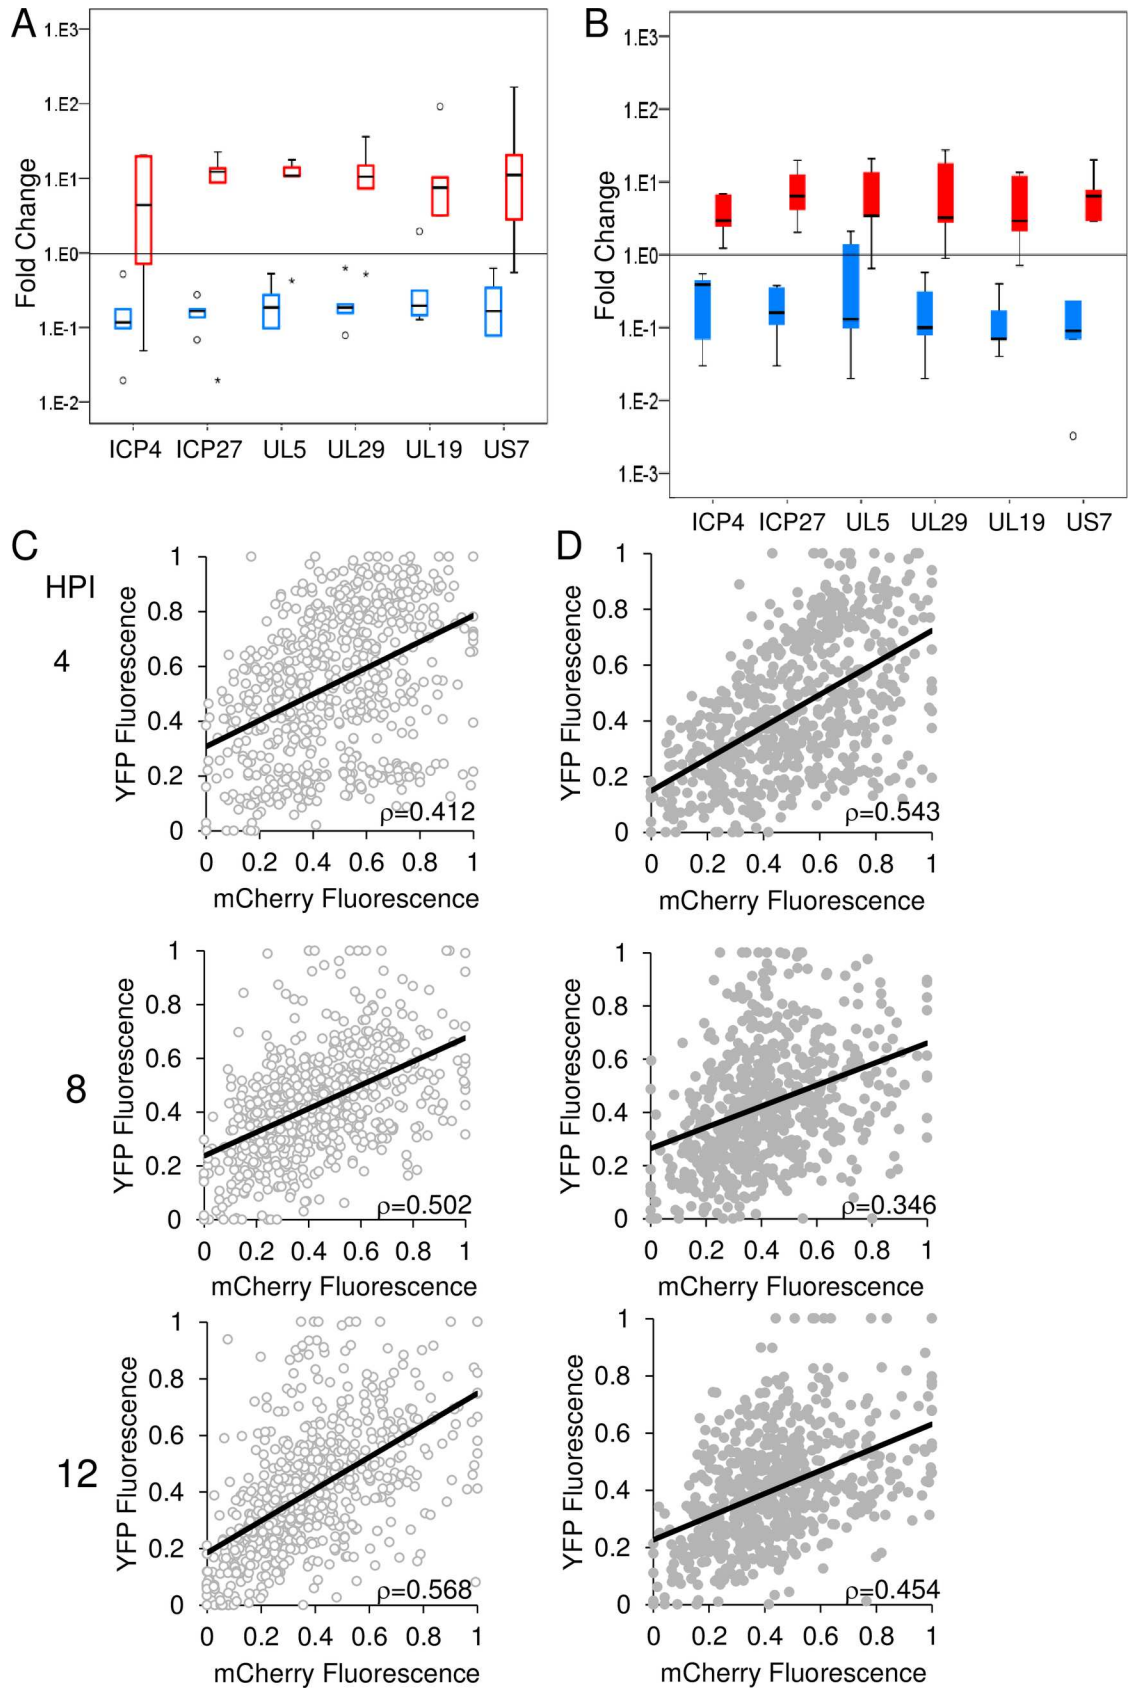 A
B
1.E3
1.E2
1.E1
1.E0
1.E-1
1.E-2
Fold Change
ICP4 ICP27 UL5 UL29 UL19 US7
1.E3
1.E2
1.E1
1.E0
1.E-1
1.E-2
1.E-3
Fold Change
ICP4 ICP27 UL5 UL29 UL19 US7
C
D
HPI
4
YFP Fluorescence
1
0.8
0.6
0.4
0.2
0
ρ=0.412
0 0.2 0.4 0.6 0.8 1
mCherry Fluorescence
YFP Fluorescence
1
0.8
0.6
0.4
0.2
0
ρ=0.543
0 0.2 0.4 0.6 0.8 1
mCherry Fluorescence
8
YFP Fluorescence
1
0.8
0.6
0.4
0.2
0
ρ=0.502
0 0.2 0.4 0.6 0.8 1
mCherry Fluorescence
YFP Fluorescence
1
0.8
0.6
0.4
0.2
0
ρ=0.346
0 0.2 0.4 0.6 0.8 1
mCherry Fluorescence
12
YFP Fluorescence
1
0.8
0.6
0.4
0.2
0
ρ=0.568
0 0.2 0.4 0.6 0.8 1
mCherry Fluorescence
YFP Fluorescence
1
0.8
0.6
0.4
0.2
0
ρ=0.454
0 0.2 0.4 0.6 0.8 1
mCherry Fluorescence